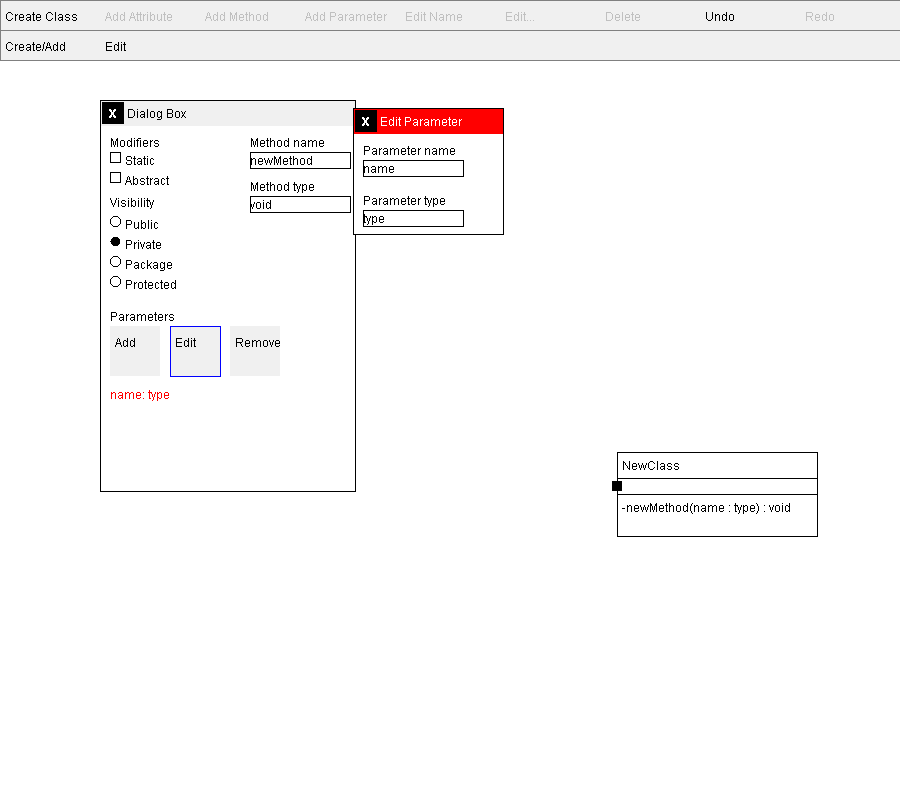 Create Class Add Attribute Add Method Add Parameter Edit Name Edit... Delete Undo Redo
Create/Add Edit
X Dialog Box
Modifiers
Static
Abstract
Visibility
Public
Private
Package
Protected
Method name
newMethod
Method type
void
Parameters
Add Edit Remove
name: type
X Edit Parameter
Parameter name
name
Parameter type
type
NewClass
-newMethod(name : type) : void